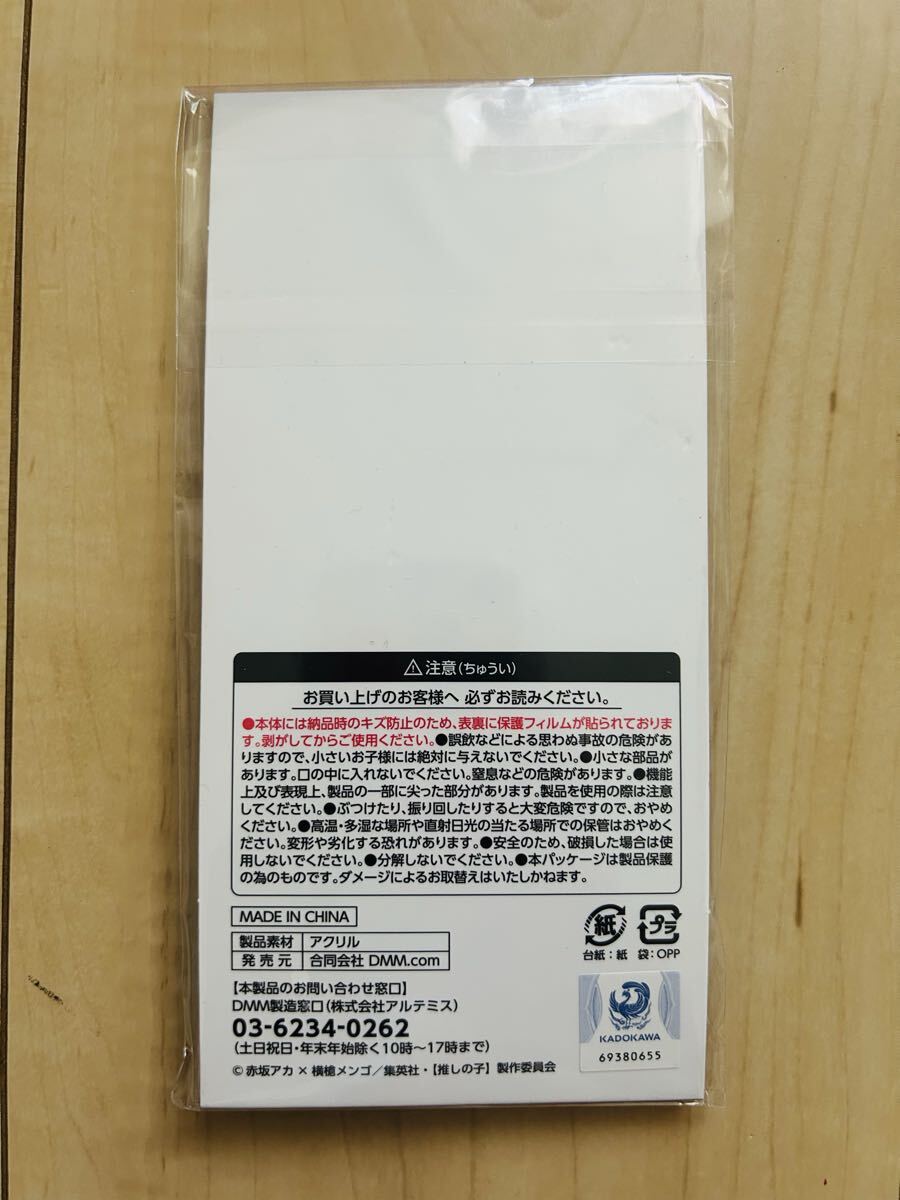 ⚠注意(ちゅうい)
お買い上げのお客様へ 必ずお読みください。
●本体には納品時のキズ防止のため、表裏に保護フィルムが貼られておりま
す。剥がしてからご使用ください。●誤飲などによる思わぬ事故の危険があ
りますので、小さいお子様には絶対に与えないでください。●小さな部品が
あります。口の中に入れないでください。窒息などの危険があります。●機能
上及び表現上、製品の一部に尖った部分があります。製品を使用の際は注意
してください。●ぶつけたり、振り回したりすると大変危険ですので、おやめ
ください。●高温・多湿な場所や直射日光の当たる場所での保管はおやめくだ
さい。変形や劣化する恐れがあります。●安全のため、破損した場合は使
用しないでください。●分解しないでください。●本パッケージは製品保護
の為のものです。ダメージによるお取替えはいたしかねます。
MADE IN CHINA
製品素材 アクリル
発売元 合同会社 DMM.com
紙 プラ
台紙:紙 袋:OPP
【本製品のお問い合わせ窓口】
DMM製造窓口(株式会社アルテミス)
03-6234-0262
(土日祝日・年末年始除く10時〜17時まで)
© 赤坂アカ×横槍メンゴ/集英社・【推しの子】製作委員会
KADOKAWA
69380655